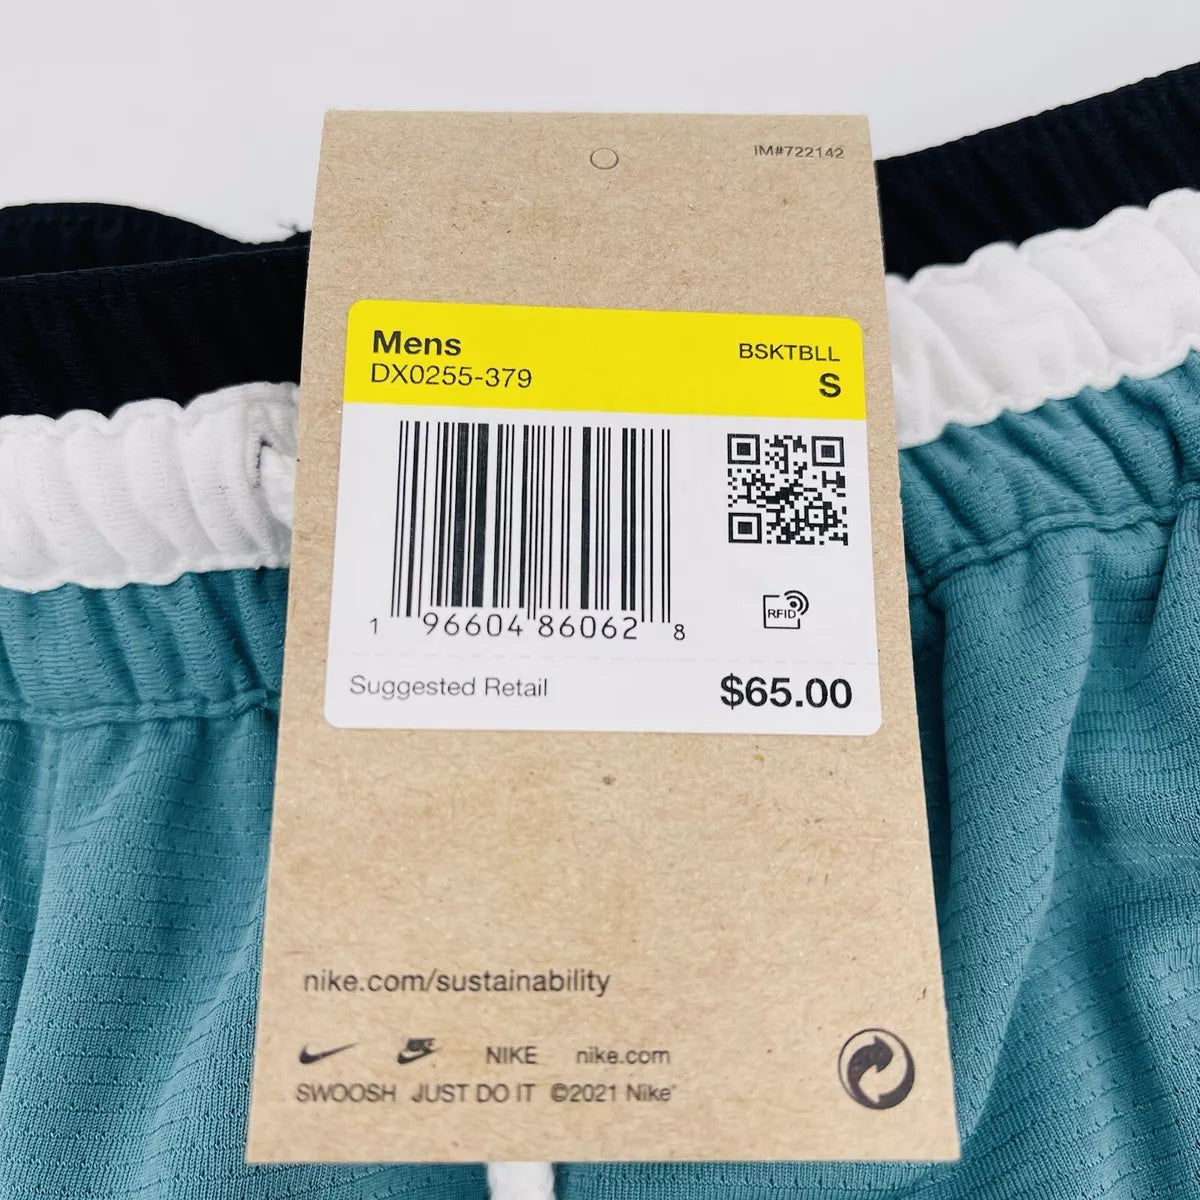 IM#722142
Mens
BSKTBLL
DX0255-379
S
1 96604 86062 8
RFID
Suggested Retail
$65.00
nike.com/sustainability
NIKE nike.com
SWOOSH JUST DO IT ©2021 Nike